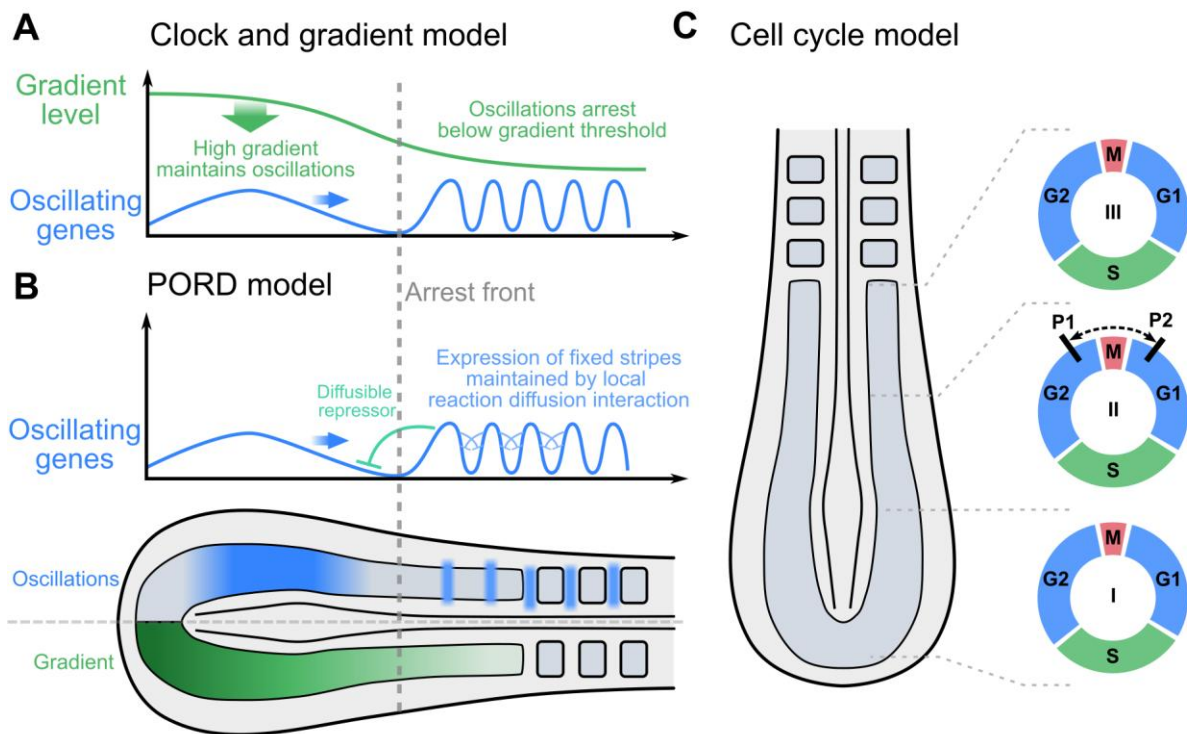 A
Clock and gradient model
Gradient
level
High gradient
maintains oscillations
Oscillations arrest
below gradient threshold
Oscillating
genes
B
PORD model
Arrest front
Diffusible
repressor
Expression of fixed stripes
maintained by local
reaction diffusion interaction
Oscillating
genes
Oscillations
Gradient
C
Cell cycle model
M
G2
G1
III
S
P1
P2
M
G2
G1
II
S
M
G2
G1
I
S